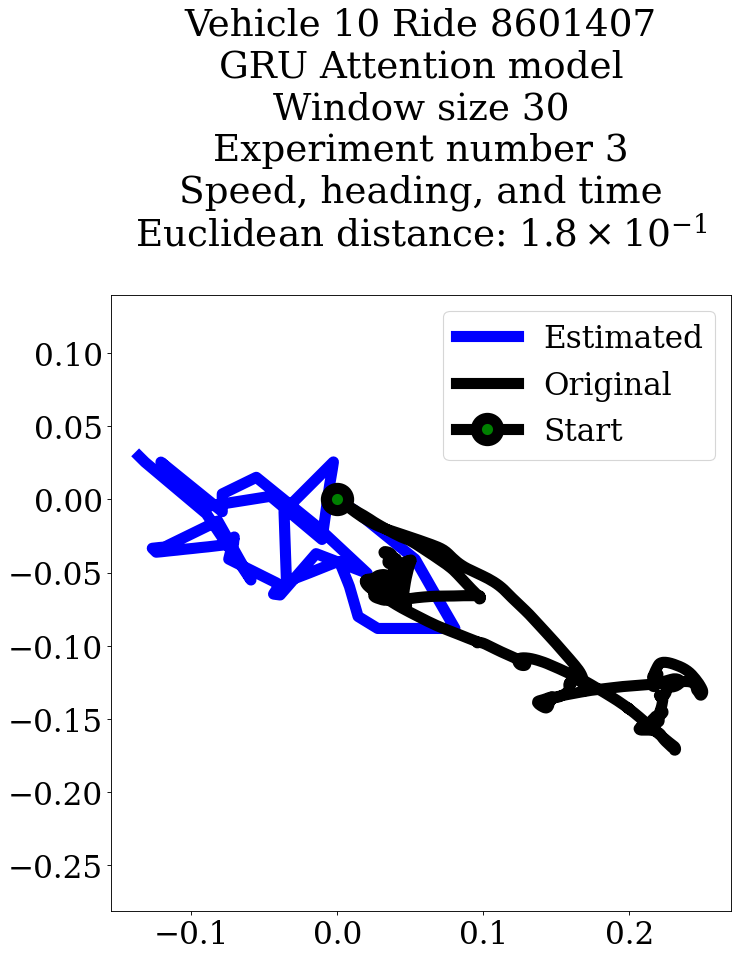 Vehicle 10 Ride 8601407
GRU Attention model
Window size 30
Experiment number 3
Speed, heading, and time
Euclidean distance: 1.8 × 10⁻¹
Estimated
Original
Start
0.10
0.05
0.00
−0.05
−0.10
−0.15
−0.20
−0.25
−0.1 0.0 0.1 0.2